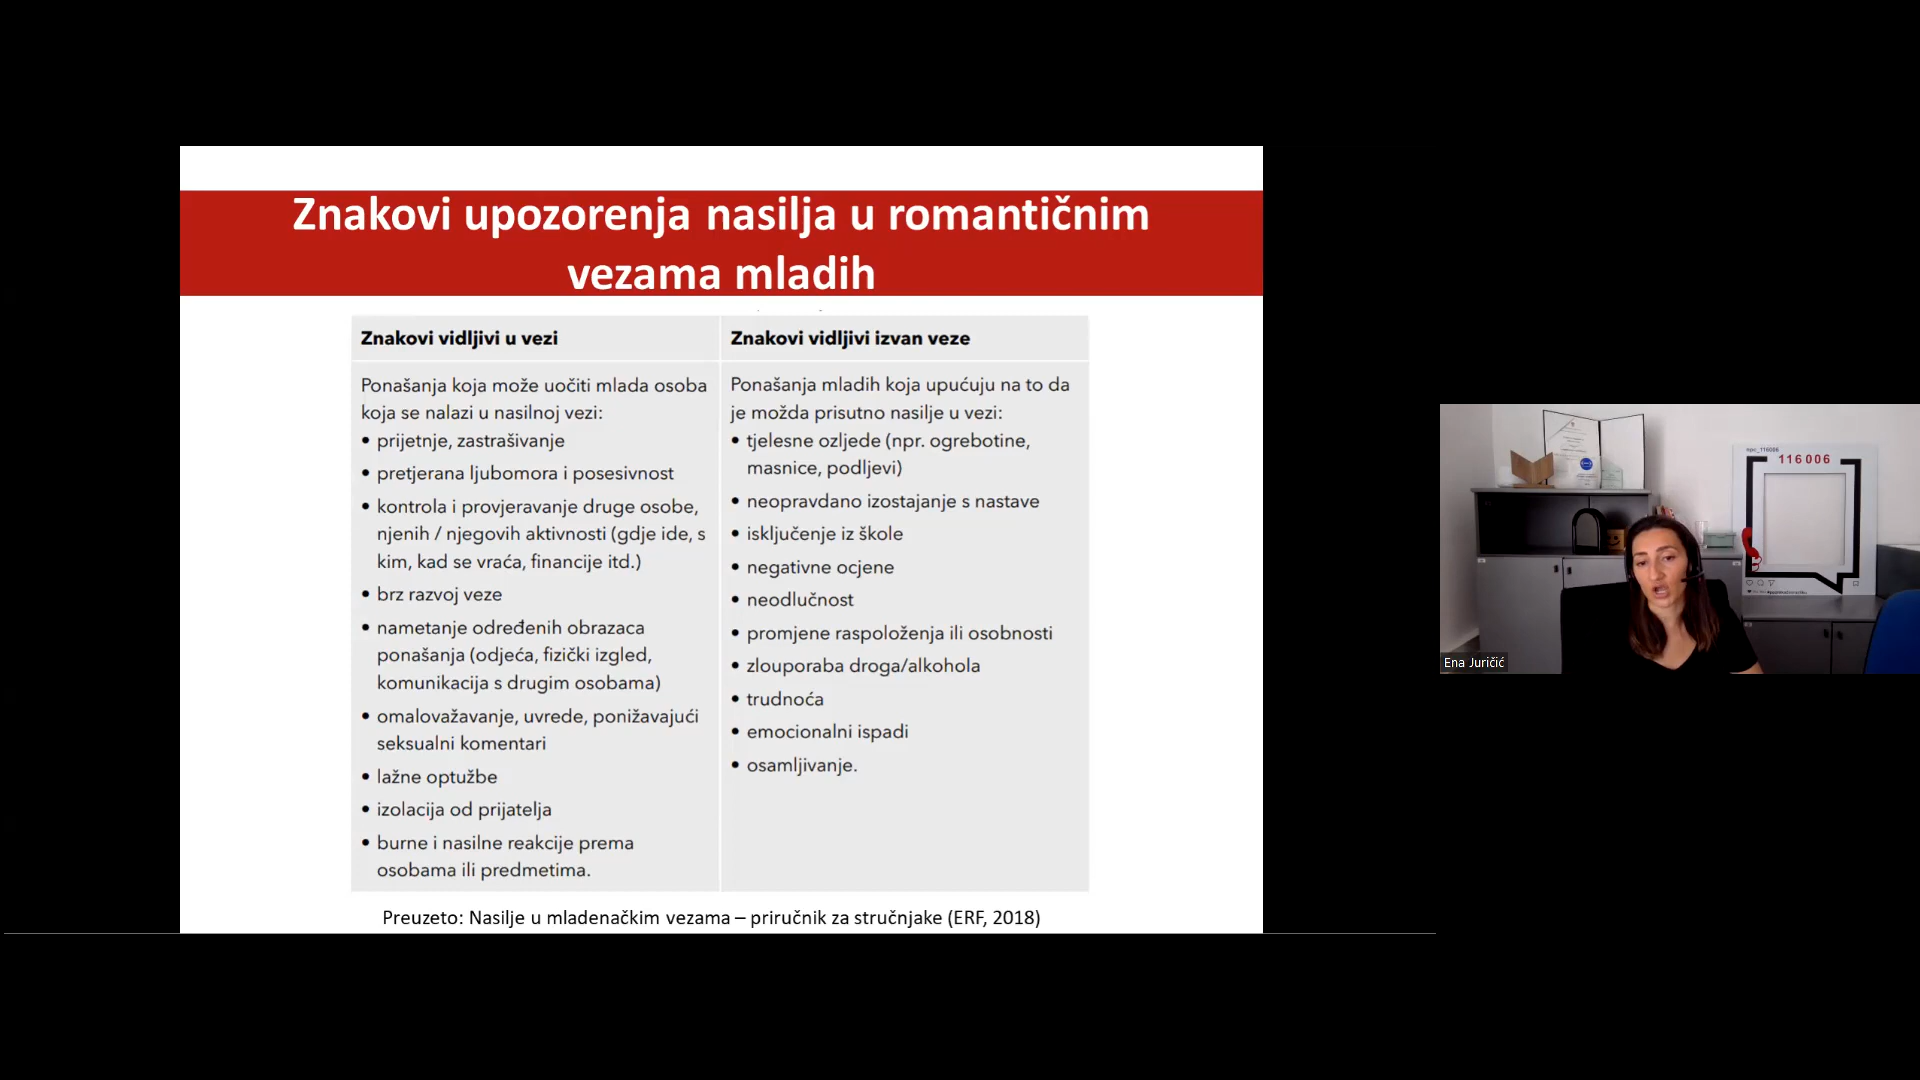 Znakovi upozorenja nasilja u romantičnim
vezama mladih
Znakovi vidljivi u vezi
Ponašanja koja može uočiti mlada osoba
koja se nalazi u nasilnoj vezi:
• prijetnje, zastrašivanje
• pretjerana ljubomora i posesivnost
• kontrola i provjeravanje druge osobe,
njenih / njegovih aktivnosti (gdje ide, s
kim, kad se vraća, financije itd.)
• brz razvoj veze
• nametanje određenih obrazaca
ponašanja (odjeća, fizički izgled,
komunikacija s drugim osobama)
• omalovažavanje, uvrede, ponižavajući
seksualni komentari
• lažne optužbe
• izolacija od prijatelja
• burne i nasilne reakcije prema
osobama ili predmetima.
Znakovi vidljivi izvan veze
Ponašanja mladih koja upućuju na to da
je možda prisutno nasilje u vezi:
• tjelesne ozljede (npr. ogrebotine,
masnice, podljevi)
• neopravdano izostajanje s nastave
• isključenje iz škole
• negativne ocjene
• neodlučnost
• promjene raspoloženja ili osobnosti
• zlouporaba droga/alkohola
• trudnoća
• emocionalni ispadi
• osamljivanje.
Preuzeto: Nasilje u mladenačkim vezama – priručnik za stručnjake (ERF, 2018)
npc_116006
116 006
Ena Juričić